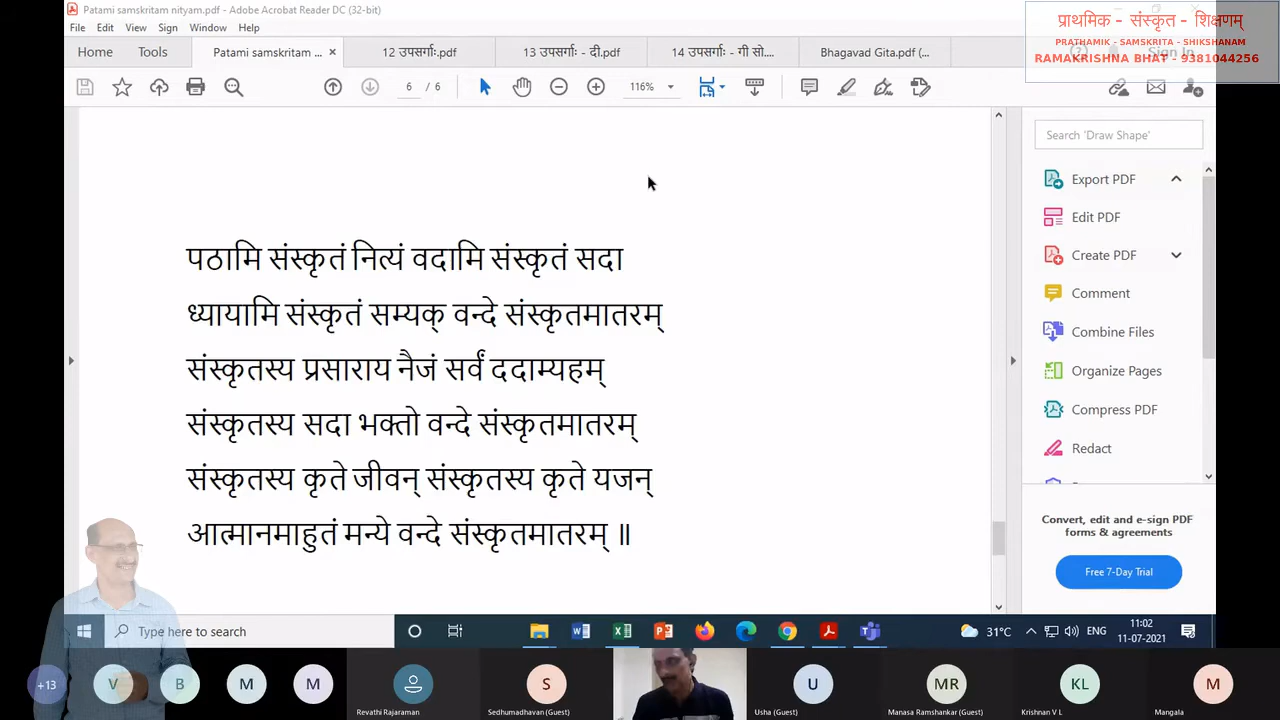 Patami samskritam nityam.pdf - Adobe Acrobat Reader DC (32-bit)
File Edit View Sign Window Help
प्राथमिक - संस्कृत - शिक्षणम्
PRATHAMIK - SAMSKRITA - SHIKSHANAM
RAMAKRISHNA BHAT - 9381044256
Home Tools Patami samskritam ... × 12 उपसर्गाः.pdf 13 उपसर्गाः - दी.pdf 14 उपसर्गाः - गी सो.... Bhagavad Gita.pdf (... Sign In
6 / 6 116%
Search 'Draw Shape'
Export PDF
Edit PDF
Create PDF
Comment
Combine Files
Organize Pages
Compress PDF
Redact
पठामि संस्कृतं नित्यं वदामि संस्कृतं सदा
ध्यायामि संस्कृतं सम्यक् वन्दे संस्कृतमातरम्
संस्कृतस्य प्रसाराय नैजं सर्वं ददाम्यहम्
संस्कृतस्य सदा भक्तो वन्दे संस्कृतमातरम्
संस्कृतस्य कृते जीवन् संस्कृतस्य कृते यजन्
आत्मानमाहुतं मन्ये वन्दे संस्कृतमातरम् ॥
Convert, edit and e-sign PDF
forms & agreements
Free 7-Day Trial
Type here to search
31°C ENG 11:02
11-07-2021
+13 V B M M S U MR KL M
Revathi Rajaraman Sedhumadhavan (Guest) Usha (Guest) Manasa Ramshankar (Guest) Krishnan V L Mangala